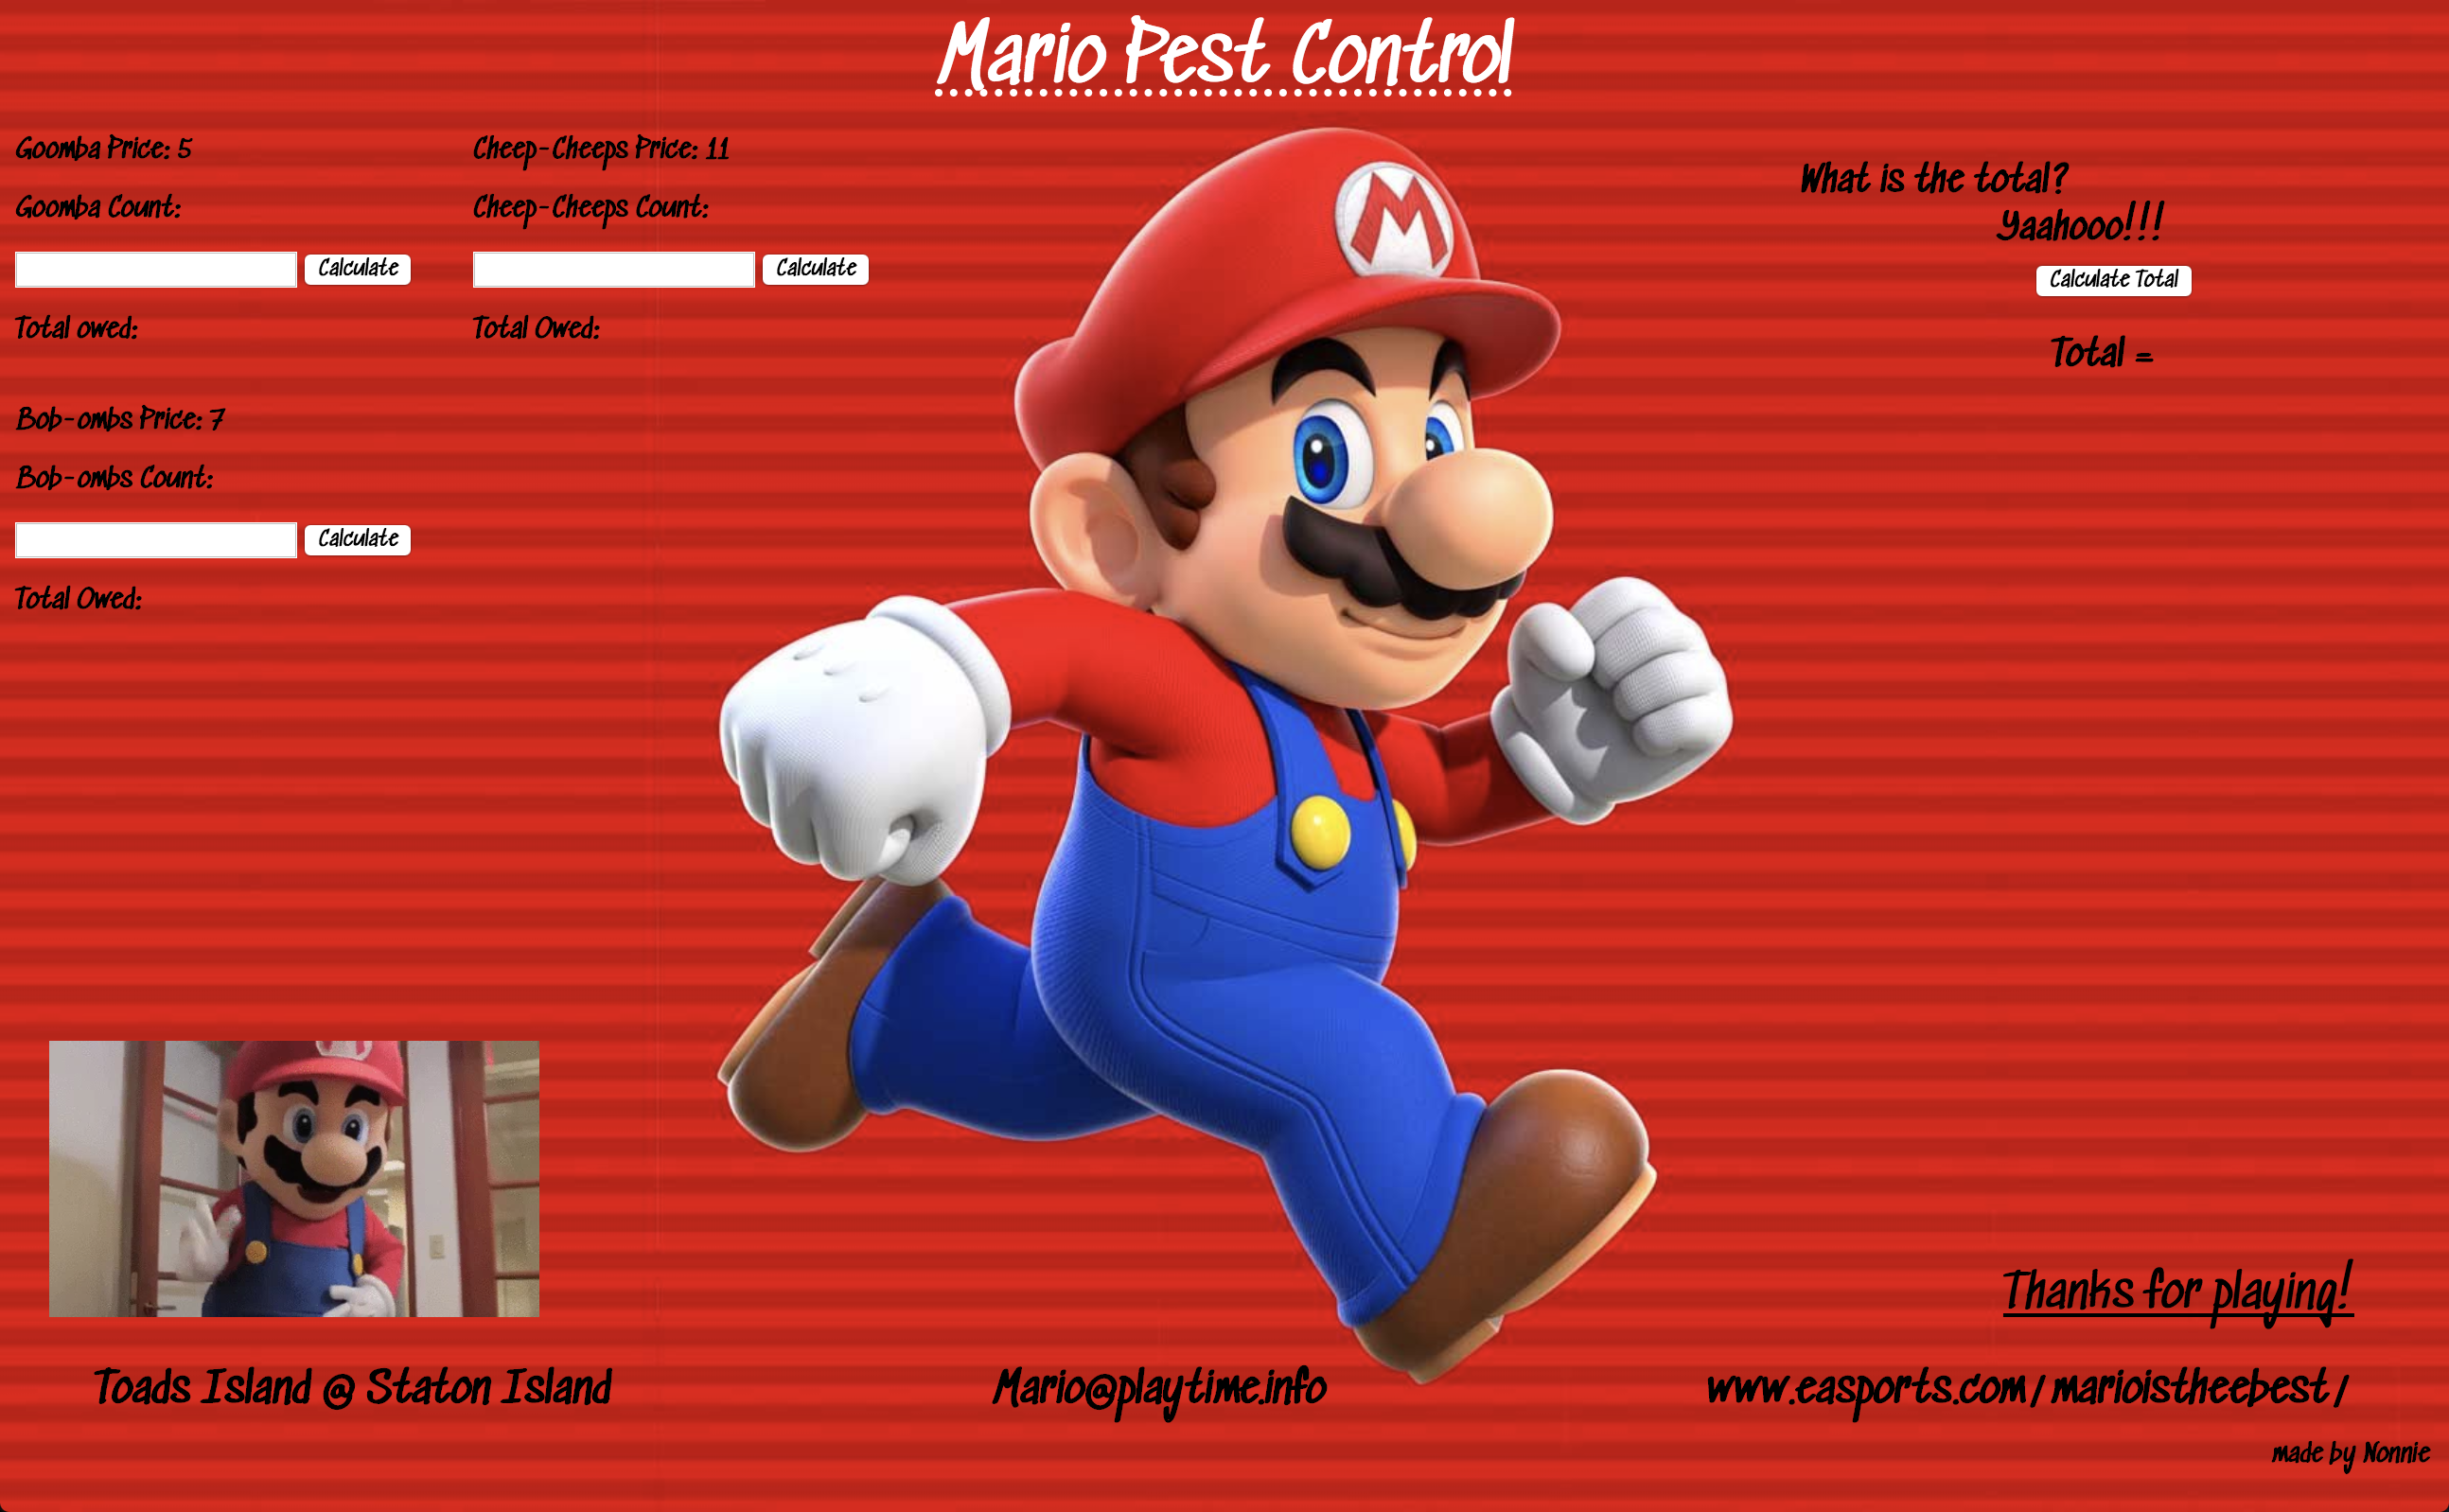 Mario Pest Control
Goomba Price: 5
Goomba Count:
Calculate
Total owed:
Cheep-Cheeps Price: 11
Cheep-Cheeps Count:
Calculate
Total Owed:
Bob-ombs Price: 7
Bob-ombs Count:
Calculate
Total Owed:
What is the total?
Yaahooo!!!
Calculate Total
Total =
M
Thanks for playing!
Toads Island @ Staton Island
Mario@playtime.info
www.easports.com/marioistheebest/
made by Nonnie